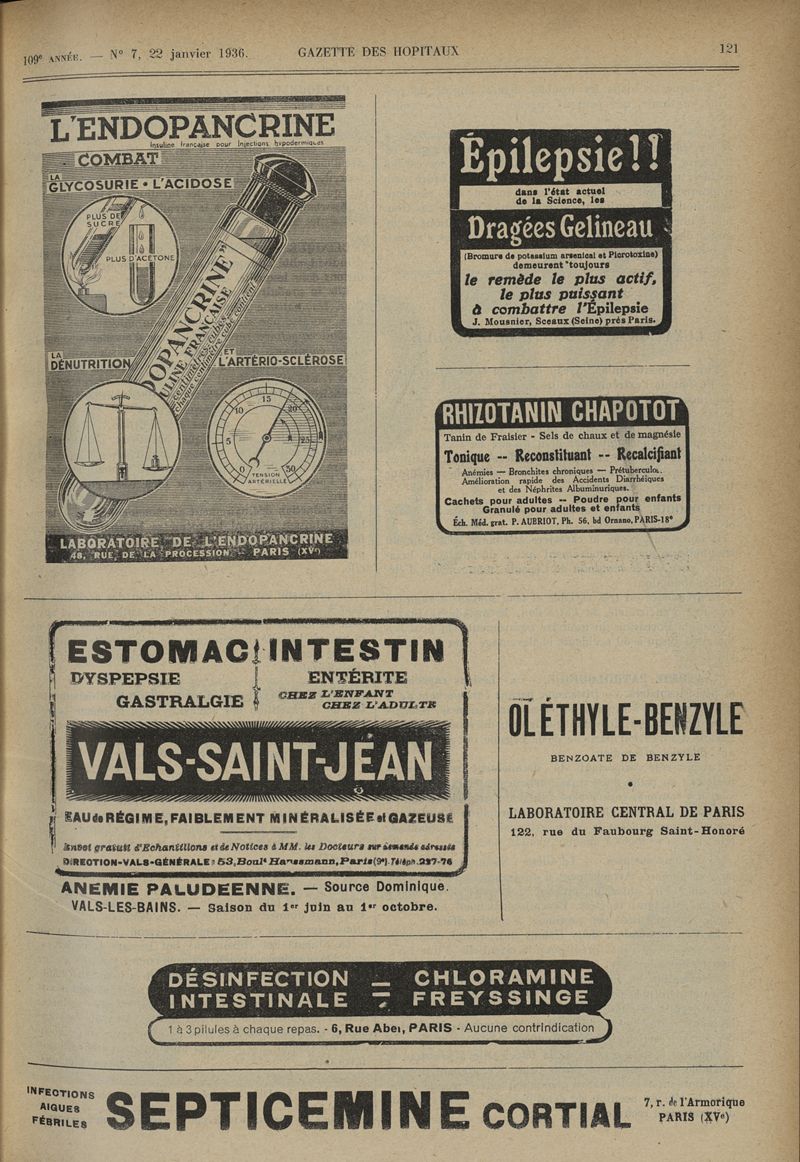 109e ANNÉE. — N° 7, 22 janvier 1936.
GAZETTE DES HOPITAUX
121
L'ENDOPANCRINE
Insuline française pour Injections hypodermiques
COMBAT
LA GLYCOSURIE • L'ACIDOSE
PLUS DE
SUCRE
PLUS D'ACÉTONE
LA DÉNUTRITION
ET L'ARTÉRIO-SCLÉROSE
0 5 10 15 20 25 30
TENSION
ARTÉRIELLE
LABORATOIRE DE L'ENDOPANCRINE
48, RUE DE LA PROCESSION - PARIS (XVe)
Épilepsie!!
dans l'état actuel
de la Science, les
Dragées Gelineau
(Bromure de potassium arsenical et Picrotoxine)
demeurent toujours
le remède le plus actif,
le plus puissant
à combattre l'Épilepsie
J. Mousnier, Sceaux (Seine) près Paris.
RHIZOTANIN CHAPOTOT
Tanin de Fraisier - Sels de chaux et de magnésie
Tonique -- Reconstituant -- Recalcifiant
Anémies — Bronchites chroniques — Prétubercul
Amélioration rapide des Accidents Diarrhéiques
et des Néphrites Albuminuriques.
Cachets pour adultes -- Poudre pour enfants
Granulé pour adultes et enfants
Éch. Méd. grat. P. AUBRIOT, Ph. 56, bd Ornano, PARIS-18e
ESTOMAC INTESTIN
DYSPEPSIE
GASTRALGIE
ENTÉRITE
CHEZ L'ENFANT
CHEZ L'ADULTE
VALS-SAINT-JEAN
EAU de RÉGIME, FAIBLEMENT MINÉRALISÉE et GAZEUSE
Envoi gratuit d'Echantillons et de Notices à MM. les Docteurs sur demande adressée
DIRECTION-VALS-GÉNÉRALE : 53, Bould Haussmann, Paris (9e). Téléph. 227-76
ANEMIE PALUDEENNE. — Source Dominique.
VALS-LES-BAINS. — Saison du 1er juin au 1er octobre.
OLÉTHYLE-BENZYLE
BENZOATE DE BENZYLE
LABORATOIRE CENTRAL DE PARIS
122, rue du Faubourg Saint-Honoré
DÉSINFECTION
INTESTINALE
CHLORAMINE
FREYSSINGE
1 à 3 pilules à chaque repas. - 6, Rue Abel, PARIS - Aucune contrindication
INFECTIONS
AIGUES
FÉBRILES
SEPTICEMINE CORTIAL
7, r. de l'Armorique
PARIS (XVe)